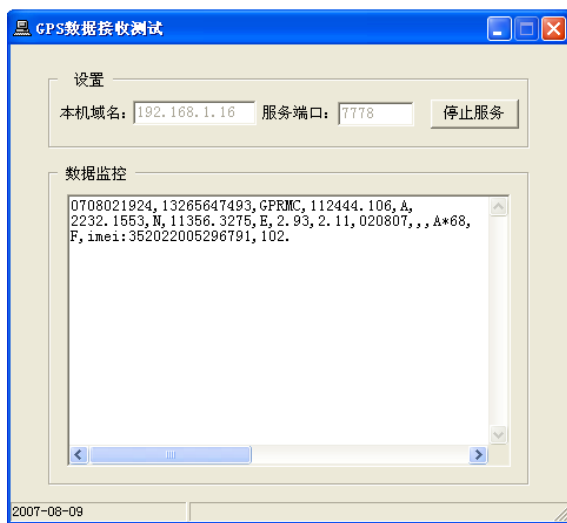 GPS数据接收测试
设置
本机域名: 192.168.1.16 服务端口: 7778 停止服务
数据监控
0708021924,13265647493,GPRMC,112444.106,A,
2232.1553,N,11356.3275,E,2.93,2.11,020807,,,A*68,
F,imei:352022005296791,102.
2007-08-09